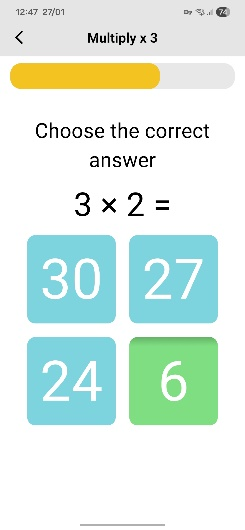 12:47 27/01
74
Multiply x 3
Choose the correct
answer
3 × 2 =
30 27
24 6